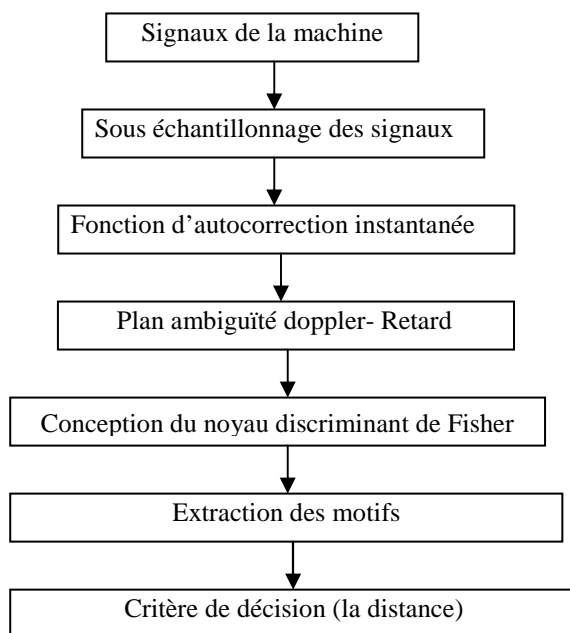 Signaux de la machine
Sous échantillonnage des signaux
Fonction d'autocorrection instantanée
Plan ambiguïté doppler- Retard
Conception du noyau discriminant de Fisher
Extraction des motifs
Critère de décision (la distance)